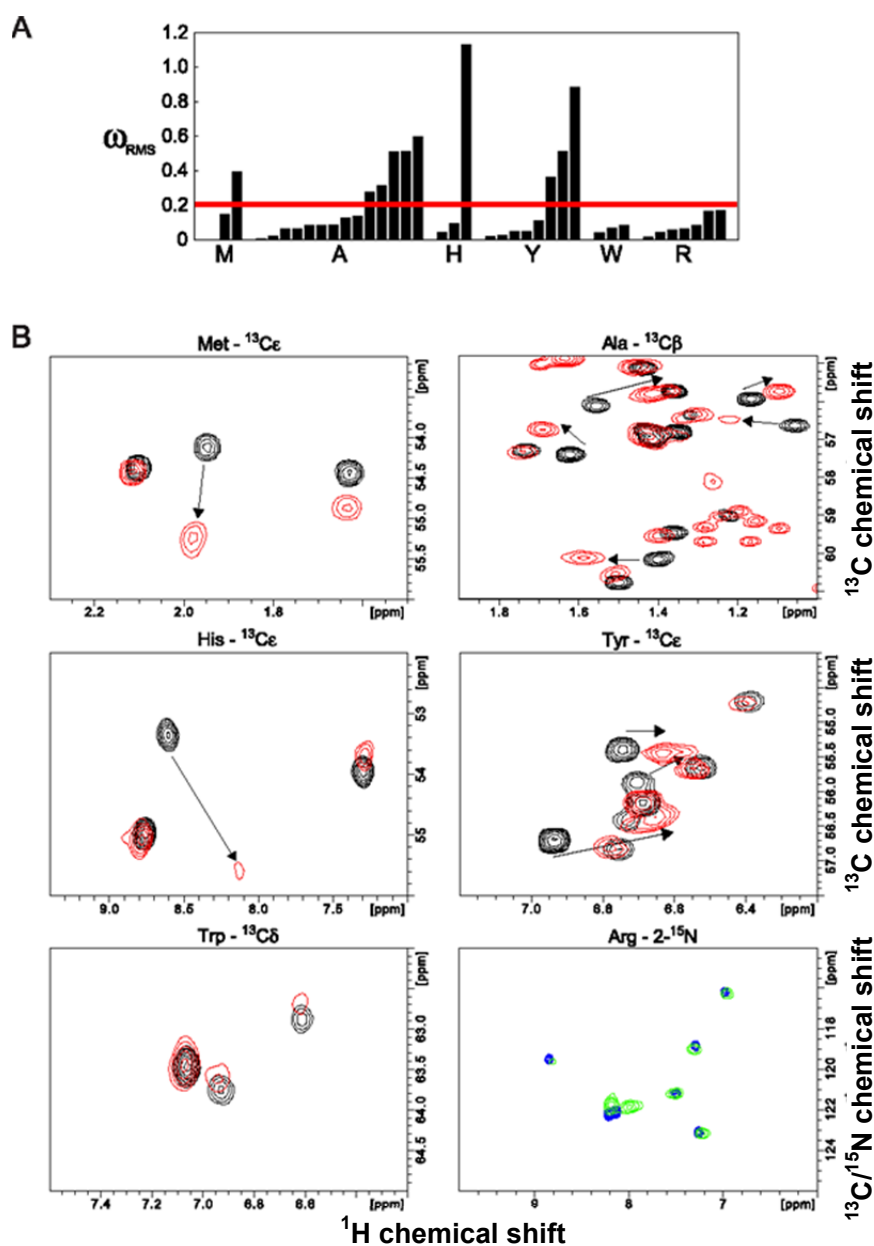 A
1.2
1.0
0.8
0.6
0.4
0.2
0
ωRMS
M A H Y W R
B
Met - ¹³Cε
[ppm]
54.0
54.5
55.0
55.5
2.2 2.0 1.8 [ppm]
Ala - ¹³Cβ
[ppm]
57
58
59
60
1.8 1.6 1.4 1.2 [ppm]
¹³C chemical shift
His - ¹³Cε
[ppm]
53
54
55
9.0 8.5 8.0 7.5 [ppm]
Tyr - ¹³Cε
[ppm]
55.0
55.5
56.0
56.5
57.0
7.0 6.8 6.6 6.4 [ppm]
¹³C chemical shift
Trp - ¹³Cδ
[ppm]
63.0
63.5
64.0
64.5
7.4 7.2 7.0 6.8 [ppm]
Arg - 2-¹⁵N
[ppm]
118
120
122
124
9 8 7 [ppm]
¹³C/¹⁵N chemical shift
¹H chemical shift